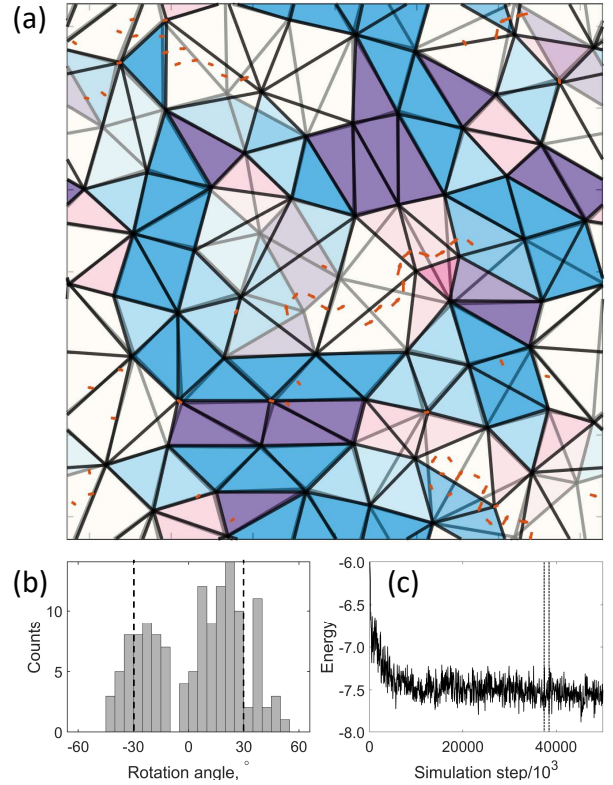 (a)
(b)
10
5
0
Counts
-60
-30
0
30
60
Rotation angle, °
(c)
-6.0
-6.5
-7.0
-7.5
-8.0
Energy
0
20000
40000
Simulation step/10³